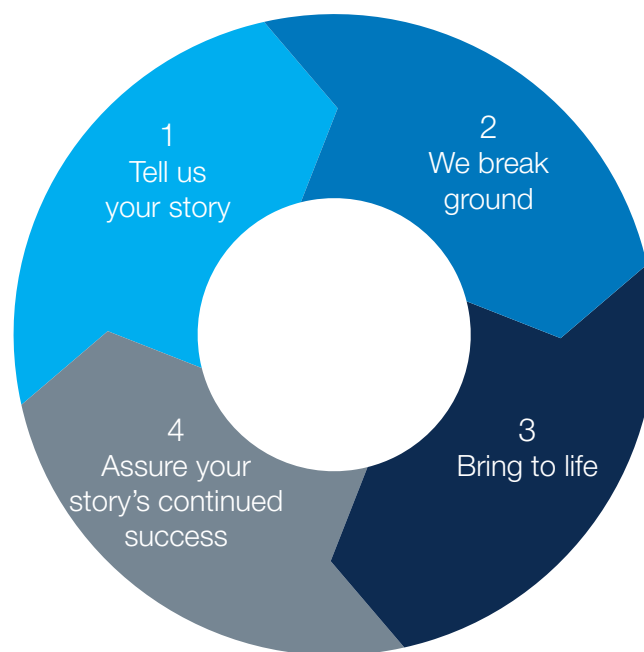 1
Tell us
your story
2
We break
ground
3
Bring to life
4
Assure your
story's continued
success